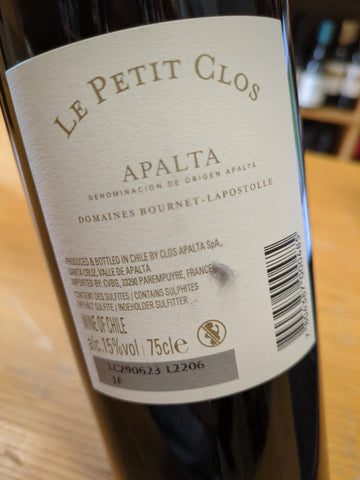 LE PETIT CLOS
APALTA
DENOMINACION DE ORIGEN APALTA
DOMAINES BOURNET-LAPOSTOLLE
PRODUCED & BOTTLED IN CHILE BY CLOS APALTA SpA.,
SANTA CRUZ, VALLE DE APALTA
IMPORTED BY: CVBG, 33290 PAREMPUYRE, FRANCE
CONTIENT DES SULFITES / CONTAINS SULPHITES
ENTHÄLT SULFITE / INDEHOLDER SULFITTER
WINE OF CHILE
alc.15%vol 75cl e
LC290623 L2206
1F